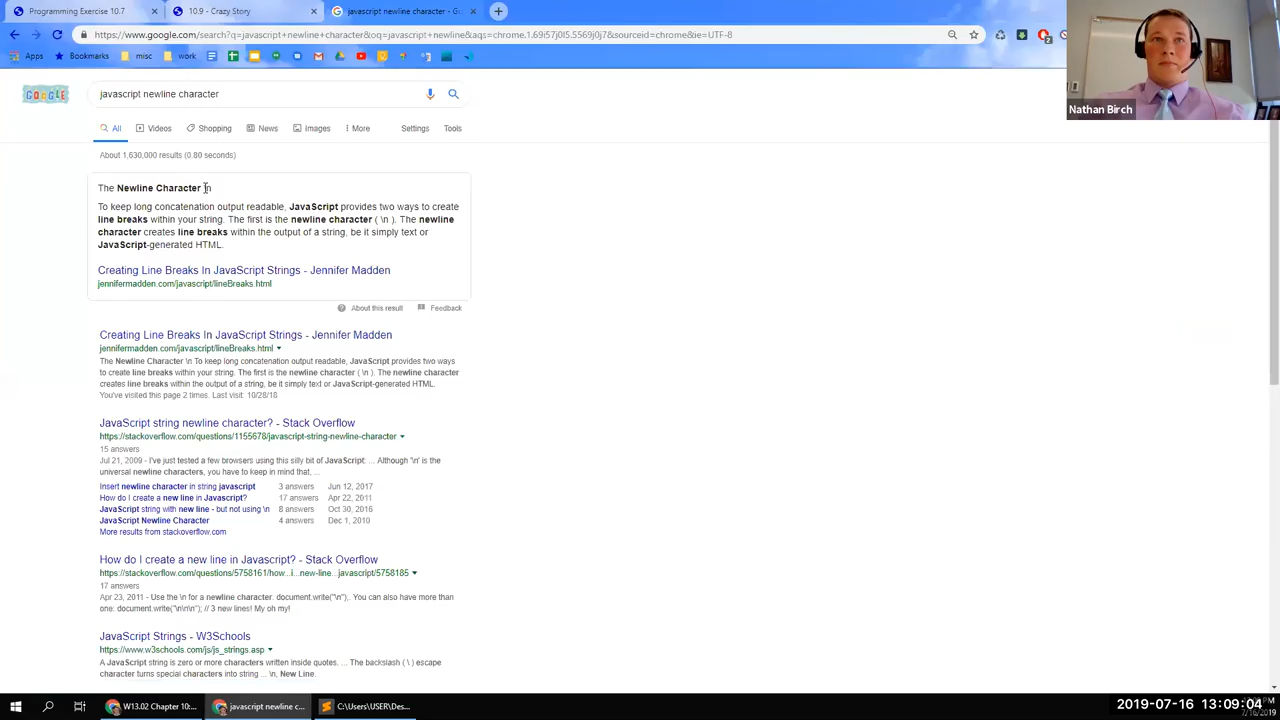 Programming Exercise 10.7
10.9 - Crazy Story
https://www.google.com/search?q=javascript+newline+character&oq=javascript+newline&aqs=chrome.1.69i57j0l5.5569j0j7&sourceid=chrome&ie=UTF-8
Apps Bookmarks misc work
Nathan Birch
GOOGLE
javascript newline character
All Videos Shopping News Images More Settings Tools
About 1,630,000 results (0.80 seconds)
The Newline Character \n
To keep long concatenation output readable, JavaScript provides two ways to create
line breaks within your string. The first is the newline character ( \n ). The newline
character creates line breaks within the output of a string, be it simply text or
JavaScript-generated HTML.
Creating Line Breaks In JavaScript Strings - Jennifer Madden
jennifermadden.com/javascript/lineBreaks.html
About this result Feedback
Creating Line Breaks In JavaScript Strings - Jennifer Madden
jennifermadden.com/javascript/lineBreaks.html
The Newline Character \n To keep long concatenation output readable, JavaScript provides two ways
to create line breaks within your string. The first is the newline character ( \n ). The newline character
creates line breaks within the output of a string, be it simply text or JavaScript-generated HTML.
You've visited this page 2 times. Last visit: 10/28/18
JavaScript string newline character? - Stack Overflow
https://stackoverflow.com/questions/1155678/javascript-string-newline-character
15 answers
Jul 21, 2009 - I've just tested a few browsers using this silly bit of JavaScript: ... Although '\n' is the
universal newline characters, you have to keep in mind that, ...
Insert newline character in string javascript 3 answers Jun 12, 2017
How do I create a new line in Javascript? 17 answers Apr 22, 2011
JavaScript string with new line - but not using \n 8 answers Oct 30, 2016
JavaScript Newline Character 4 answers Dec 1, 2010
More results from stackoverflow.com
How do I create a new line in Javascript? - Stack Overflow
https://stackoverflow.com/questions/5758161/how...i...new-line...javascript/5758185
17 answers
Apr 23, 2011 - Use the \n for a newline character. document.write("\n");. You can also have more than
one: document.write("\n\n\n"); // 3 new lines! My oh my!
JavaScript Strings - W3Schools
https://www.w3schools.com/js/js_strings.asp
A JavaScript string is zero or more characters written inside quotes. ... The backslash ( \ ) escape
character turns special characters into string ... \n, New Line.
W13.02 Chapter 10:... javascript newline c... C:\Users\USER\Des...
2019-07-16 13:09:04
7/16/2019